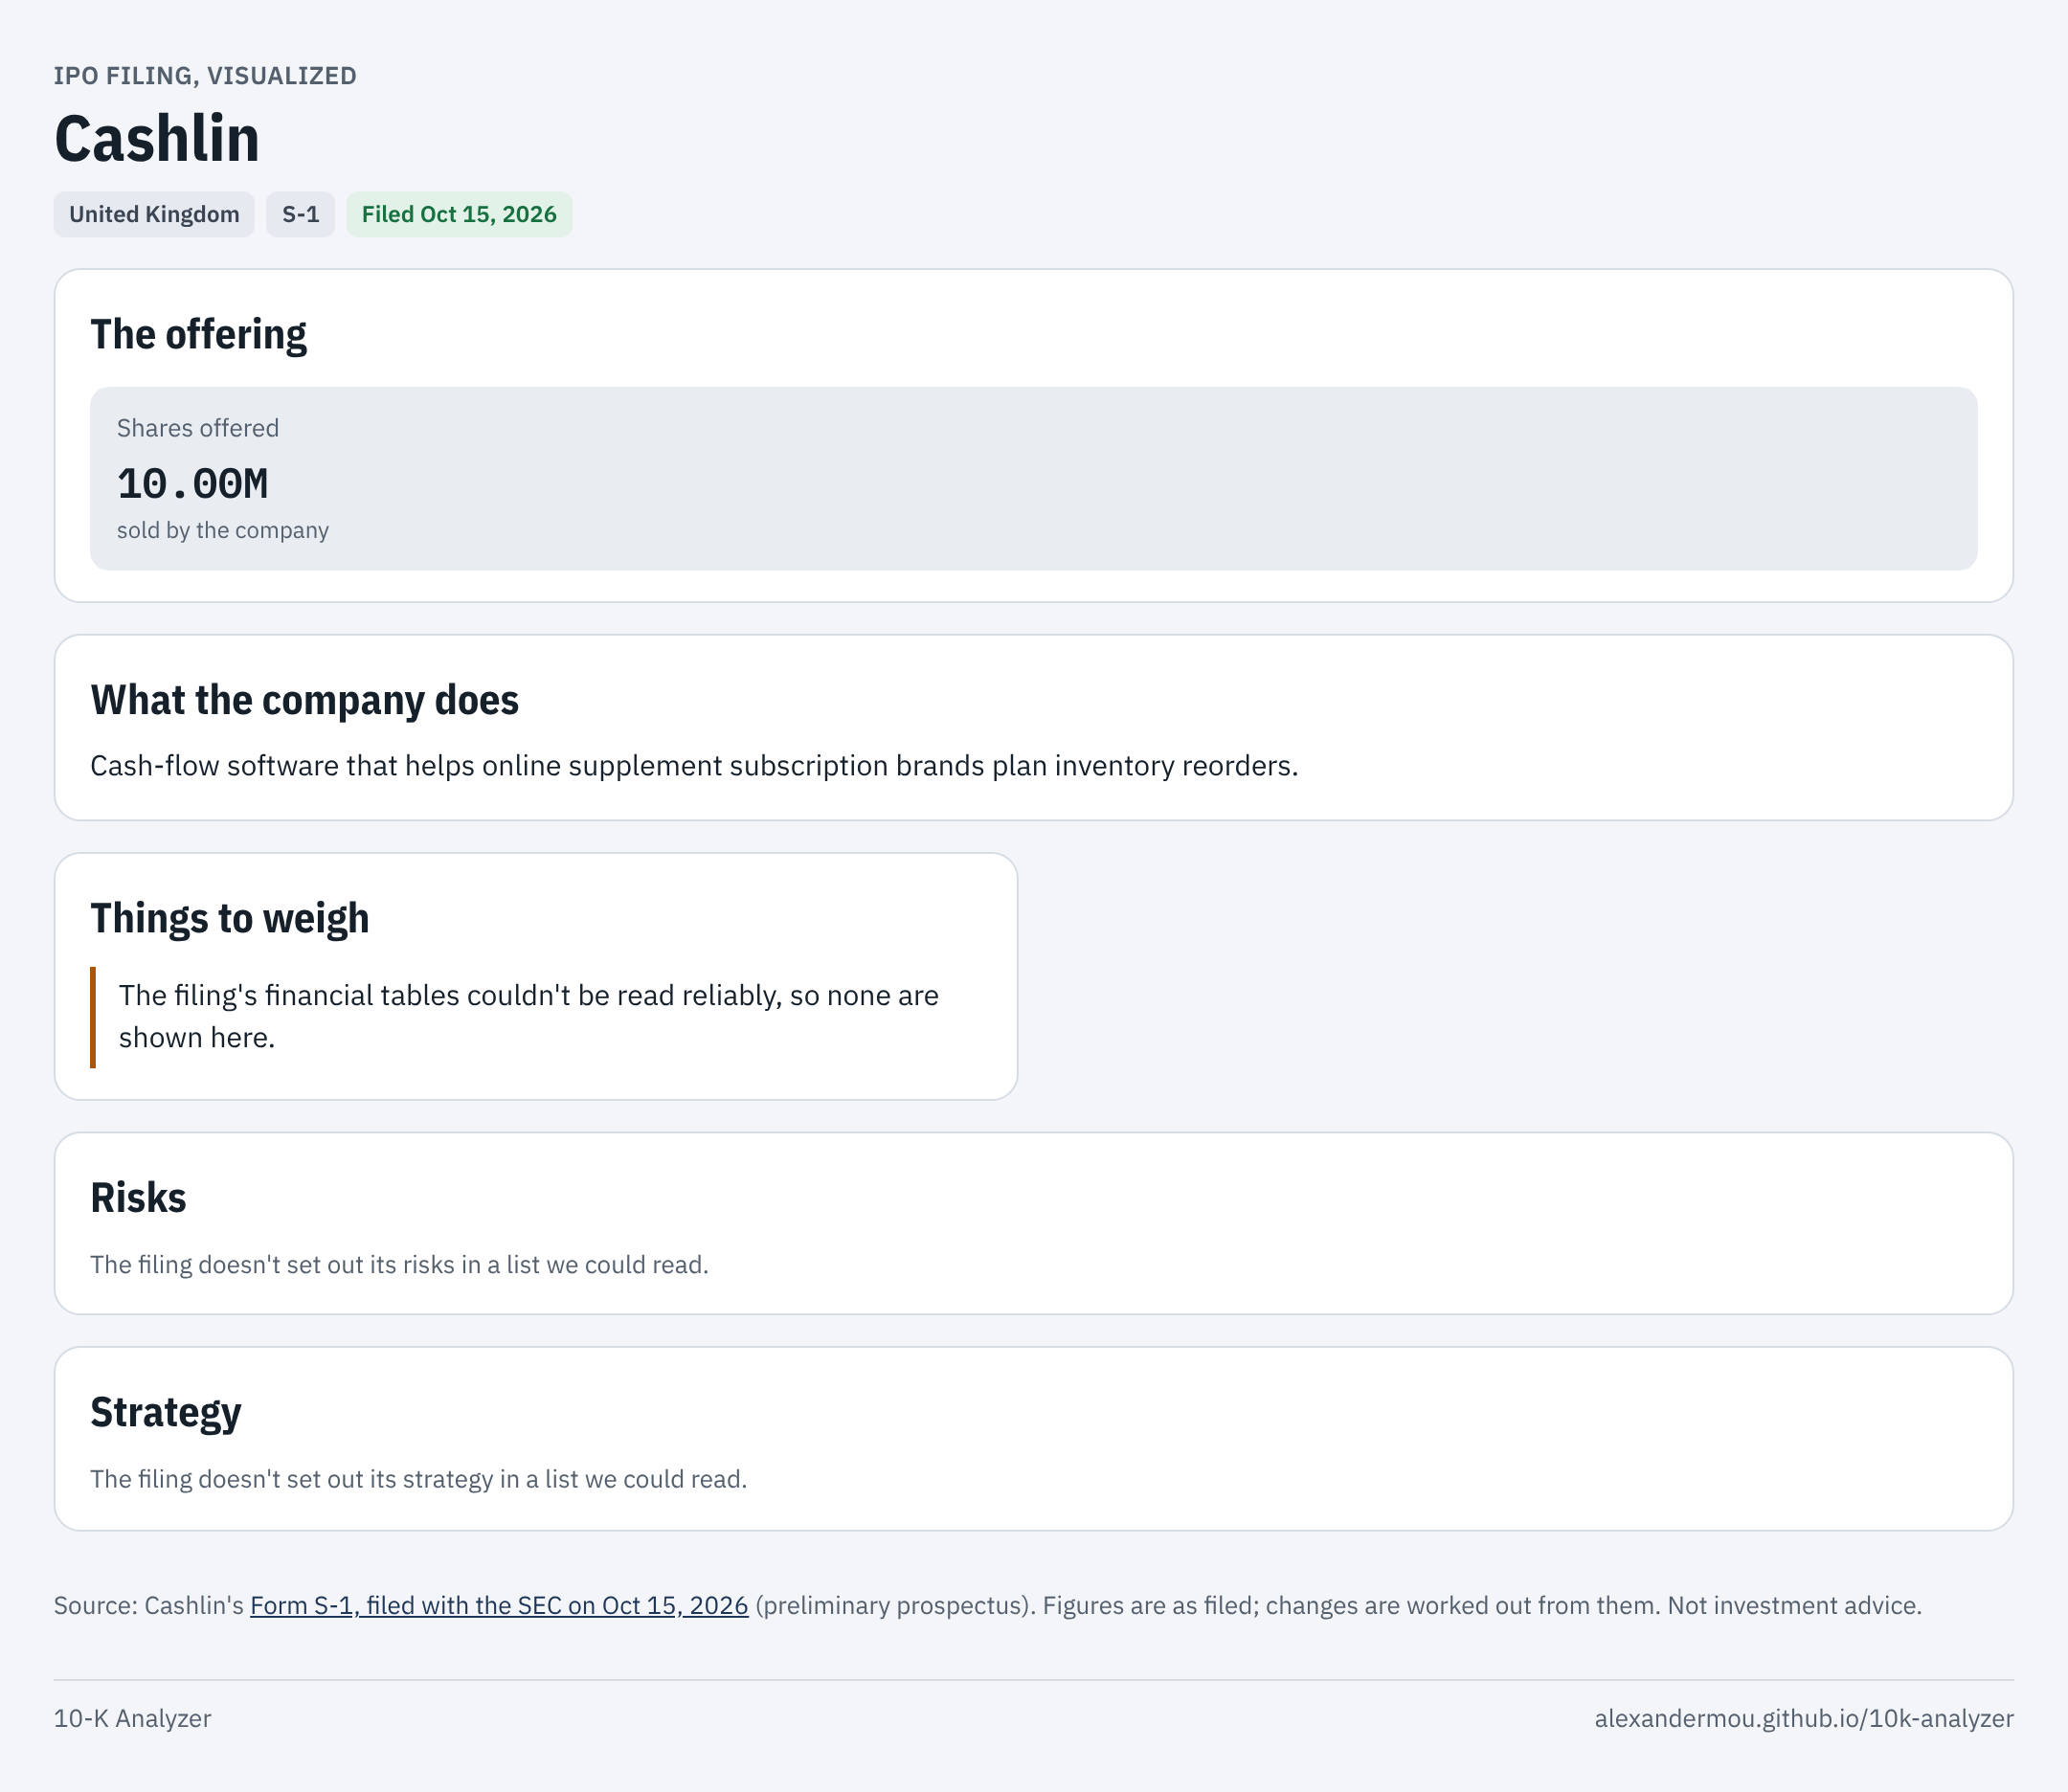 IPO FILING, VISUALIZED
Cashlin
United Kingdom S-1 Filed Oct 15, 2026
The offering
Shares offered
10.00M
sold by the company
What the company does
Cash-flow software that helps online supplement subscription brands plan inventory reorders.
Things to weigh
The filing's financial tables couldn't be read reliably, so none are
shown here.
Risks
The filing doesn't set out its risks in a list we could read.
Strategy
The filing doesn't set out its strategy in a list we could read.
Source: Cashlin's Form S-1, filed with the SEC on Oct 15, 2026 (preliminary prospectus). Figures are as filed; changes are worked out from them. Not investment advice.
10-K Analyzer alexandermou.github.io/10k-analyzer